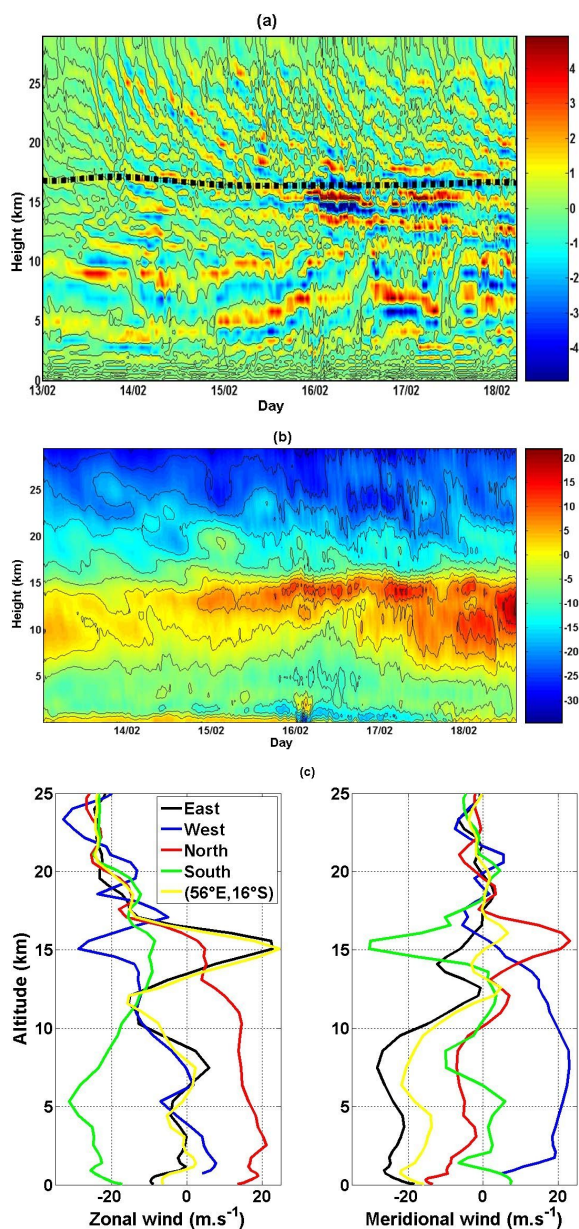 (a)
Height (km)
25
20
15
10
5
0
13/02 14/02 15/02 16/02 17/02 18/02
Day
4
3
2
1
0
-1
-2
-3
-4
(b)
Height (km)
25
20
15
10
5
14/02 15/02 16/02 17/02 18/02
Day
20
15
10
5
0
-5
-10
-15
-20
-25
-30
(c)
Altitude (km)
25
20
15
10
5
0
-20 0 20
Zonal wind (m.s⁻¹)
East
West
North
South
(56°E,16°S)
25
20
15
10
5
0
-20 0 20
Meridional wind (m.s⁻¹)